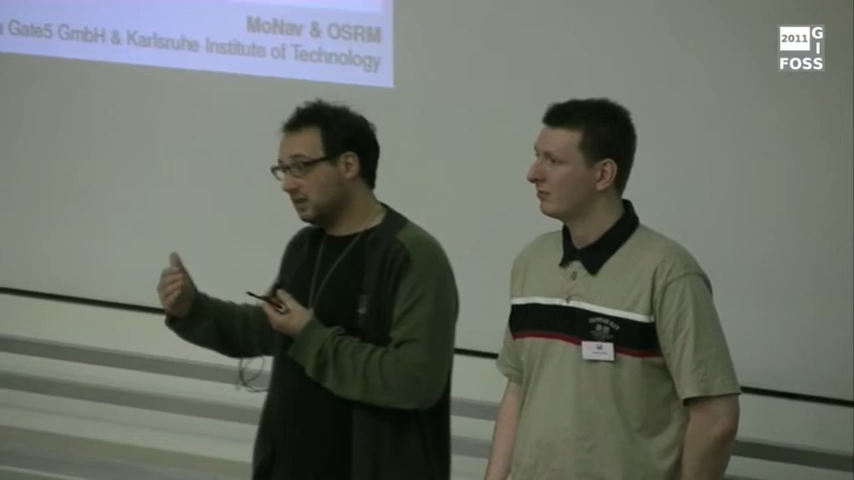 MoNav & OSRM
Gate5 GmbH & Karlsruhe Institute of Technology
2011 G
I
FOSS